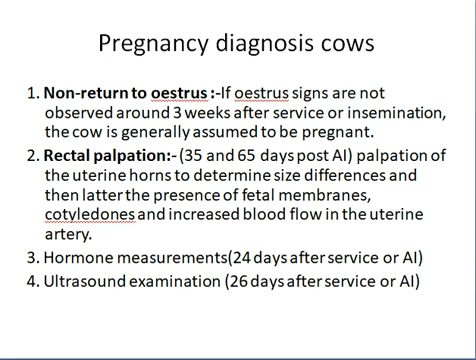 Pregnancy diagnosis cows
1. Non-return to oestrus :-If oestrus signs are not
observed around 3 weeks after service or insemination,
the cow is generally assumed to be pregnant.
2. Rectal palpation:- (35 and 65 days post AI) palpation of
the uterine horns to determine size differences and
then latter the presence of fetal membranes,
cotyledones and increased blood flow in the uterine
artery.
3. Hormone measurements(24 days after service or AI)
4. Ultrasound examination (26 days after service or AI)